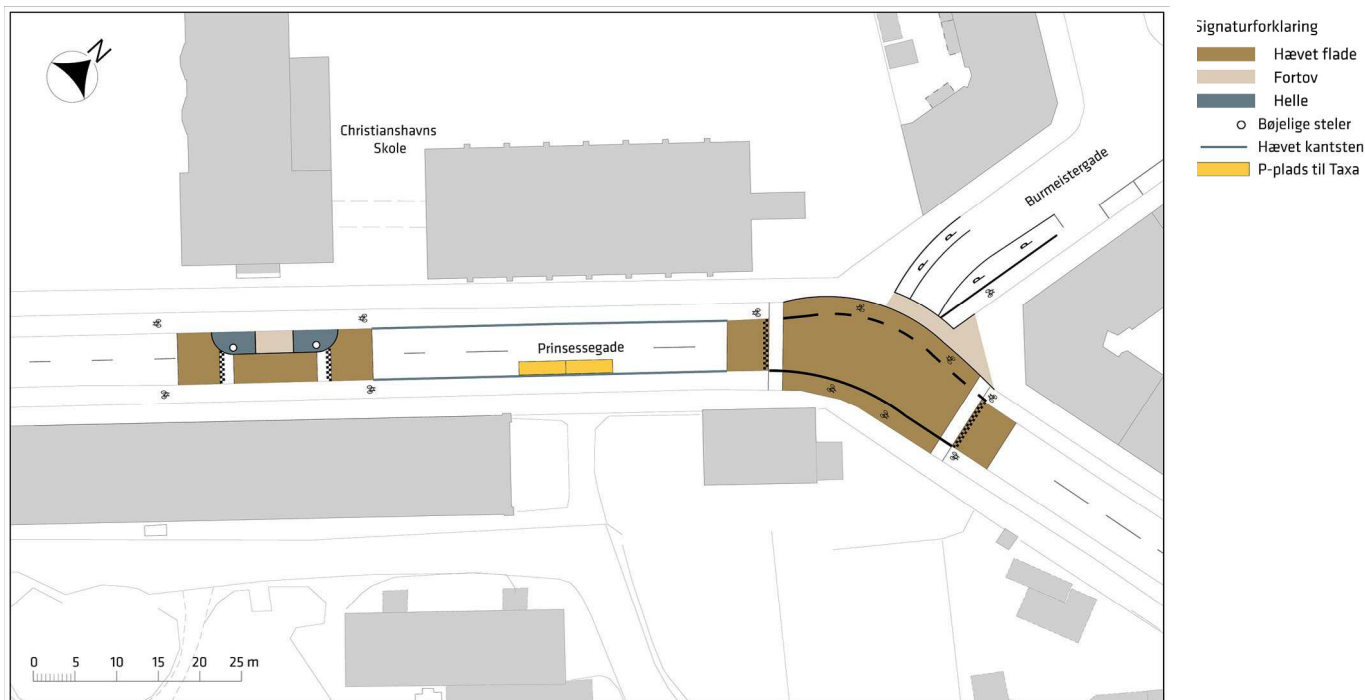 N
Christianshavns
Skole
Burmeistergade
Prinsessegade
0 5 10 15 20 25 m
Signaturforklaring
Hævet flade
Fortov
Helle
Bøjelige steler
Hævet kantsten
P-plads til Taxa